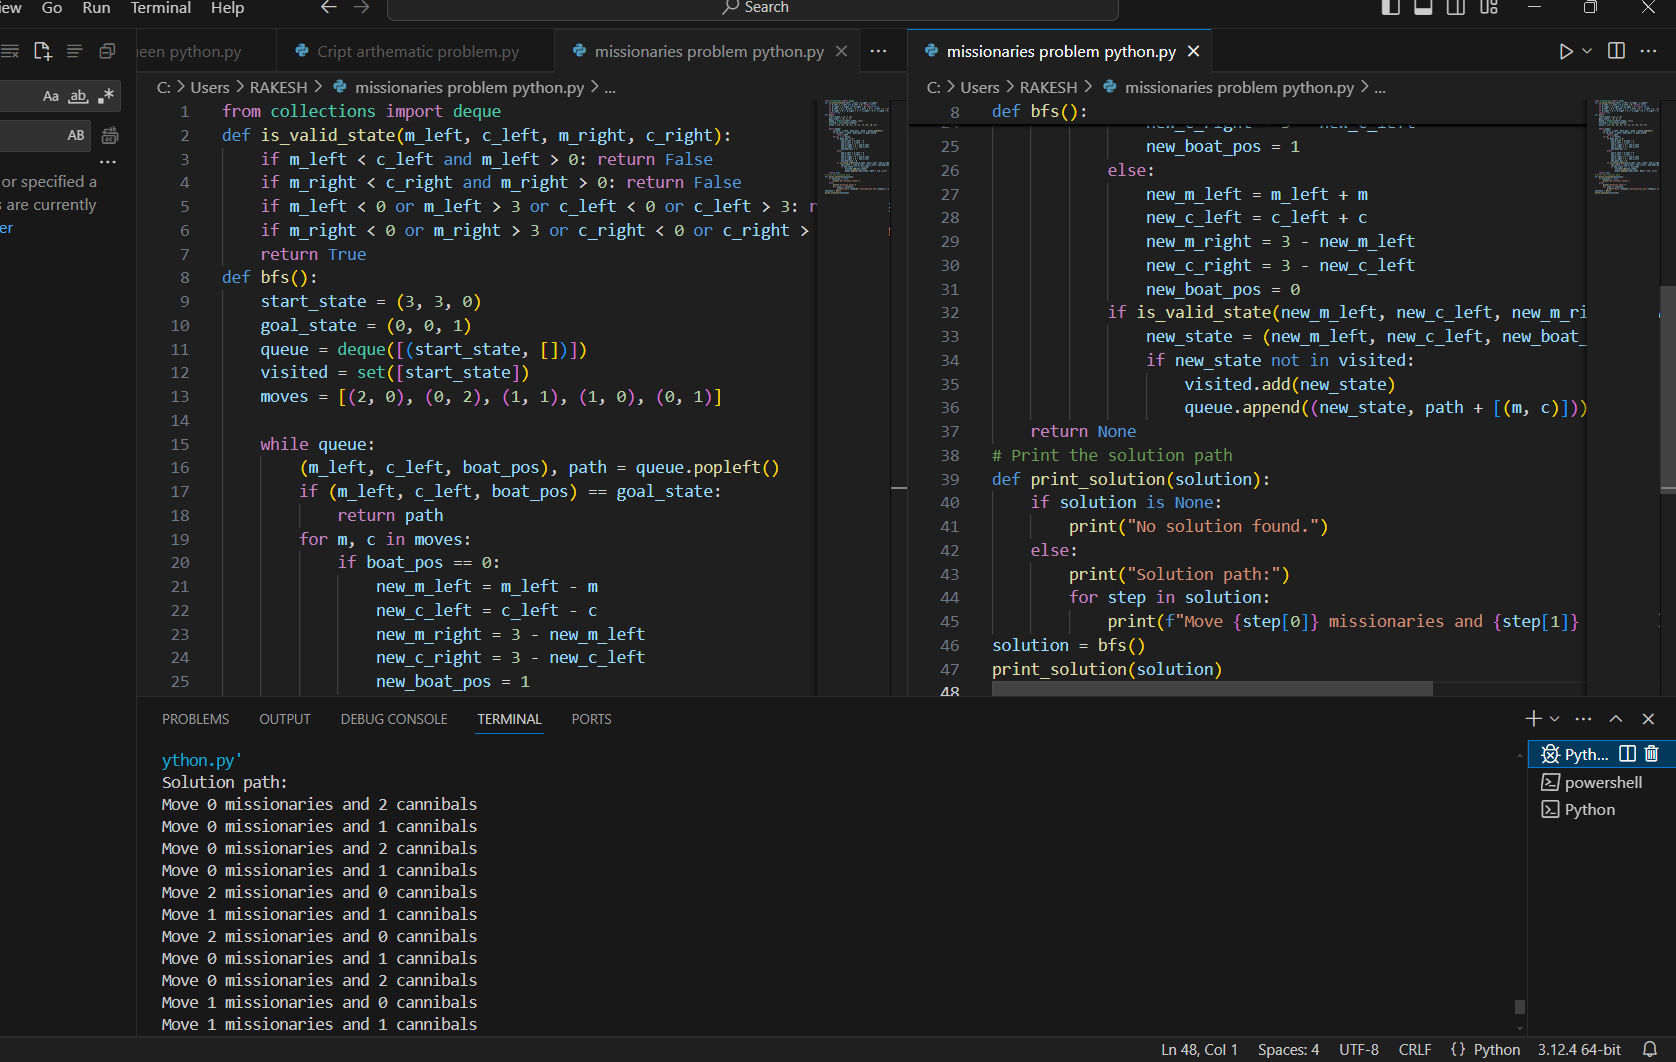 Go Run Terminal Help
Search
een python.py
Cript arthematic problem.py
missionaries problem python.py
missionaries problem python.py
Aa ab
AB
or specified a
are currently
er
C: > Users > RAKESH > missionaries problem python.py > ...
1 from collections import deque
2 def is_valid_state(m_left, c_left, m_right, c_right):
3 if m_left < c_left and m_left > 0: return False
4 if m_right < c_right and m_right > 0: return False
5 if m_left < 0 or m_left > 3 or c_left < 0 or c_left > 3: r
6 if m_right < 0 or m_right > 3 or c_right < 0 or c_right >
7 return True
8 def bfs():
9 start_state = (3, 3, 0)
10 goal_state = (0, 0, 1)
11 queue = deque([(start_state, [])])
12 visited = set([start_state])
13 moves = [(2, 0), (0, 2), (1, 1), (1, 0), (0, 1)]
14
15 while queue:
16 (m_left, c_left, boat_pos), path = queue.popleft()
17 if (m_left, c_left, boat_pos) == goal_state:
18 return path
19 for m, c in moves:
20 if boat_pos == 0:
21 new_m_left = m_left - m
22 new_c_left = c_left - c
23 new_m_right = 3 - new_m_left
24 new_c_right = 3 - new_c_left
25 new_boat_pos = 1
C: > Users > RAKESH > missionaries problem python.py > ...
8 def bfs():
24 new_c_right = 3 - new_c_left
25 new_boat_pos = 1
26 else:
27 new_m_left = m_left + m
28 new_c_left = c_left + c
29 new_m_right = 3 - new_m_left
30 new_c_right = 3 - new_c_left
31 new_boat_pos = 0
32 if is_valid_state(new_m_left, new_c_left, new_m_ri
33 new_state = (new_m_left, new_c_left, new_boat_
34 if new_state not in visited:
35 visited.add(new_state)
36 queue.append((new_state, path + [(m, c)]))
37 return None
38 # Print the solution path
39 def print_solution(solution):
40 if solution is None:
41 print("No solution found.")
42 else:
43 print("Solution path:")
44 for step in solution:
45 print(f"Move {step[0]} missionaries and {step[1]}
46 solution = bfs()
47 print_solution(solution)
48
PROBLEMS OUTPUT DEBUG CONSOLE TERMINAL PORTS
ython.py'
Solution path:
Move 0 missionaries and 2 cannibals
Move 0 missionaries and 1 cannibals
Move 0 missionaries and 2 cannibals
Move 0 missionaries and 1 cannibals
Move 2 missionaries and 0 cannibals
Move 1 missionaries and 1 cannibals
Move 2 missionaries and 0 cannibals
Move 0 missionaries and 1 cannibals
Move 0 missionaries and 2 cannibals
Move 1 missionaries and 0 cannibals
Move 1 missionaries and 1 cannibals
Pyth...
powershell
Python
Ln 48, Col 1 Spaces: 4 UTF-8 CRLF {} Python 3.12.4 64-bit